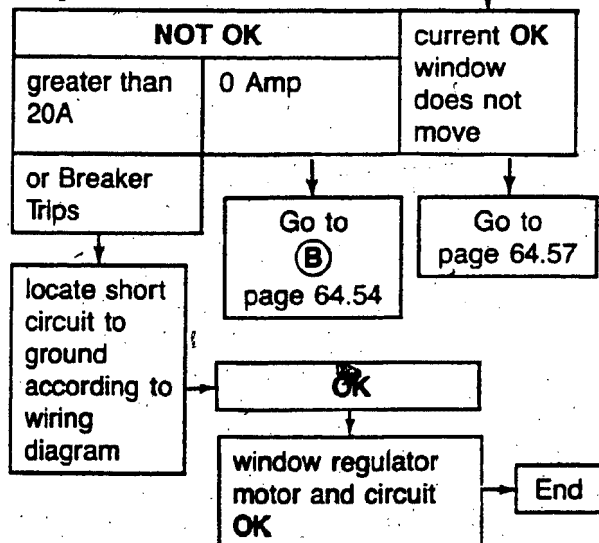 NOT OK
greater than
20A
or Breaker
Trips
0 Amp
current OK
window
does not
move
Go to
B
page 64.54
Go to
page 64.57
locate short
circuit to
ground
according to
wiring
diagram
OK
window regulator
motor and circuit
OK
End